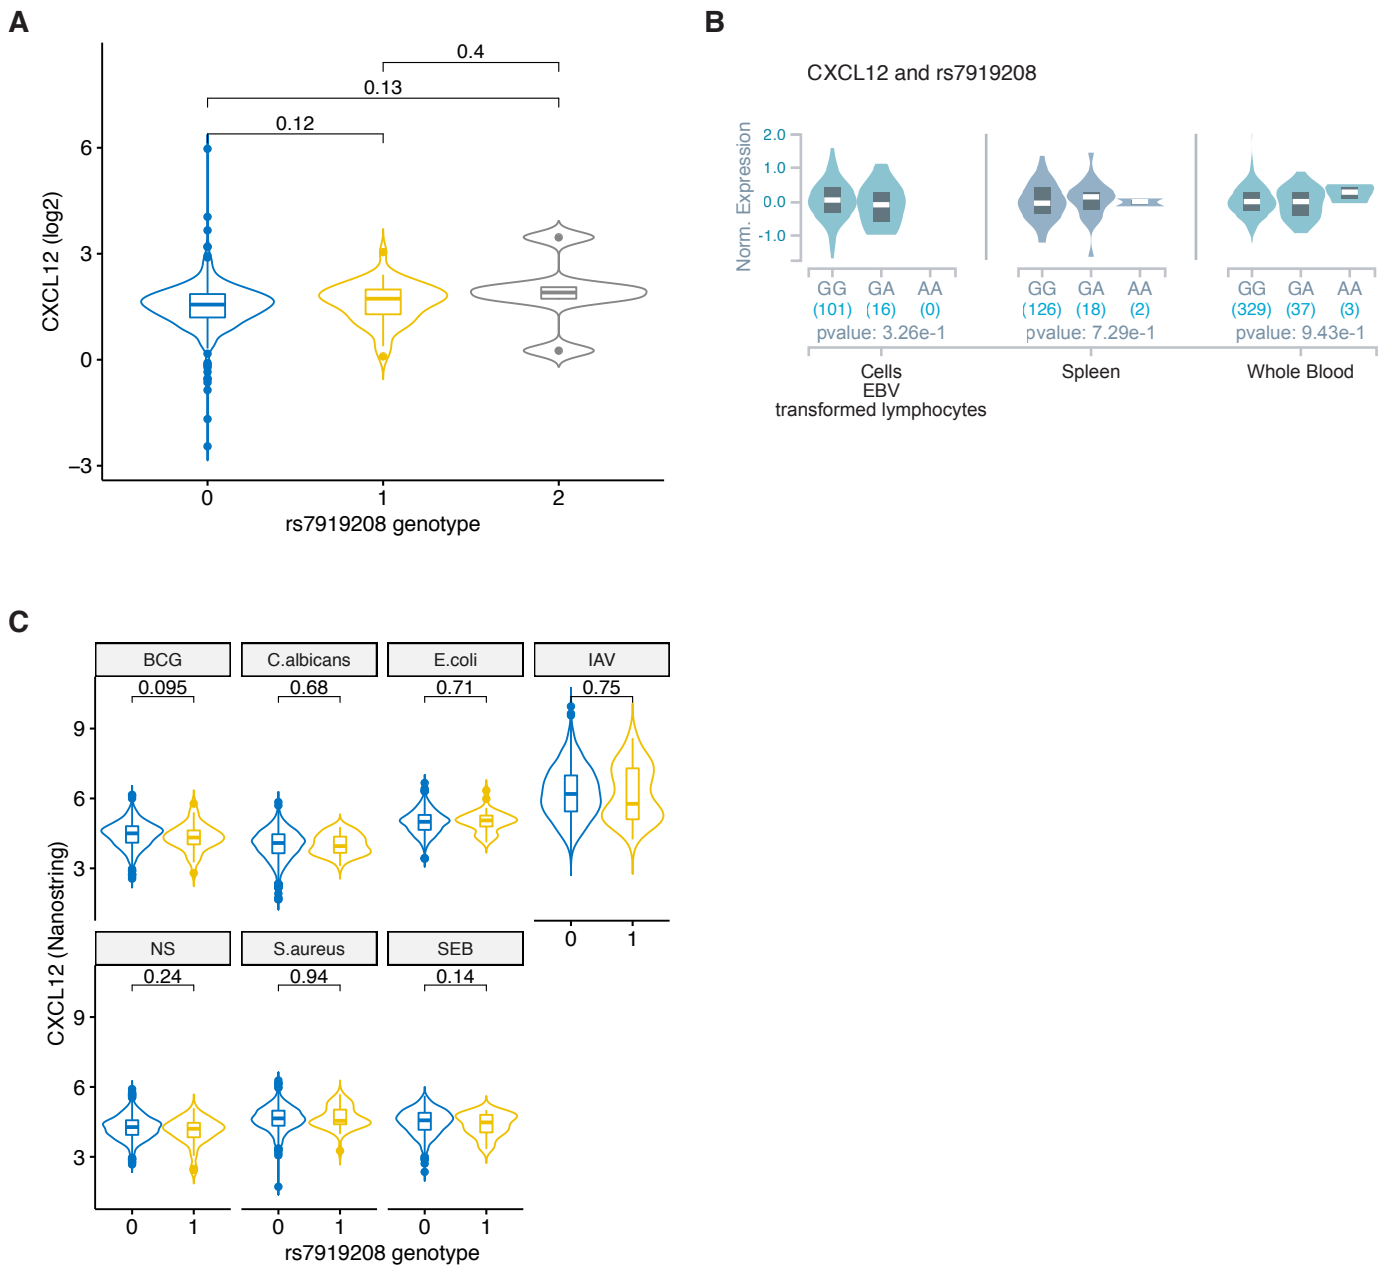 A
0.4
0.13
0.12
6
3
0
−3
CXCL12 (log2)
0 1 2
rs7919208 genotype
B
CXCL12 and rs7919208
Norm. Expression
2.0
1.0
0.0
-1.0
GG GA AA GG GA AA GG GA AA
(101) (16) (0) (126) (18) (2) (329) (37) (3)
pvalue: 3.26e-1 pvalue: 7.29e-1 pvalue: 9.43e-1
Cells Spleen Whole Blood
EBV
transformed lymphocytes
C
BCG C.albicans E.coli IAV
0.095 0.68 0.71 0.75
9
6
3
0 1
CXCL12 (Nanostring)
NS S.aureus SEB
0.24 0.94 0.14
9
6
3
0 1 0 1 0 1
rs7919208 genotype